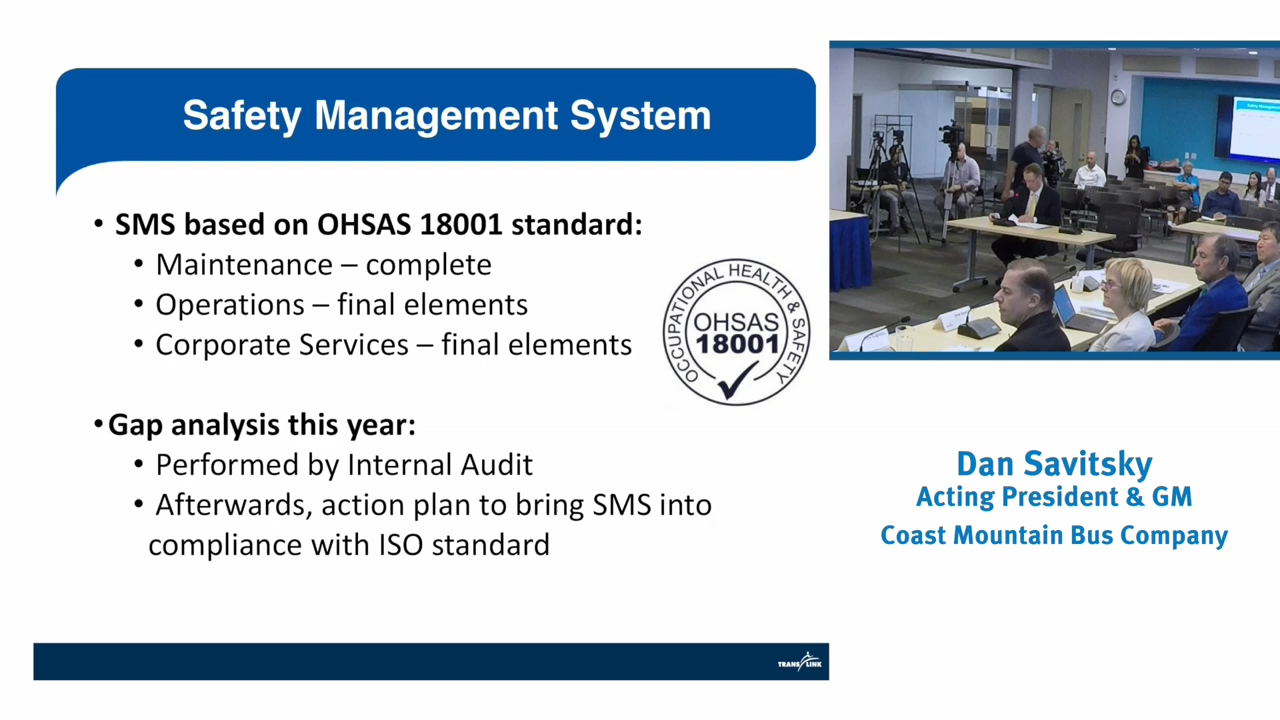 Safety Management System
• SMS based on OHSAS 18001 standard:
• Maintenance – complete
• Operations – final elements
• Corporate Services – final elements
OCCUPATIONAL HEALTH & SAFETY
OHSAS
18001
•Gap analysis this year:
• Performed by Internal Audit
• Afterwards, action plan to bring SMS into
compliance with ISO standard
TRANS LINK
Dan Savitsky
Acting President & GM
Coast Mountain Bus Company